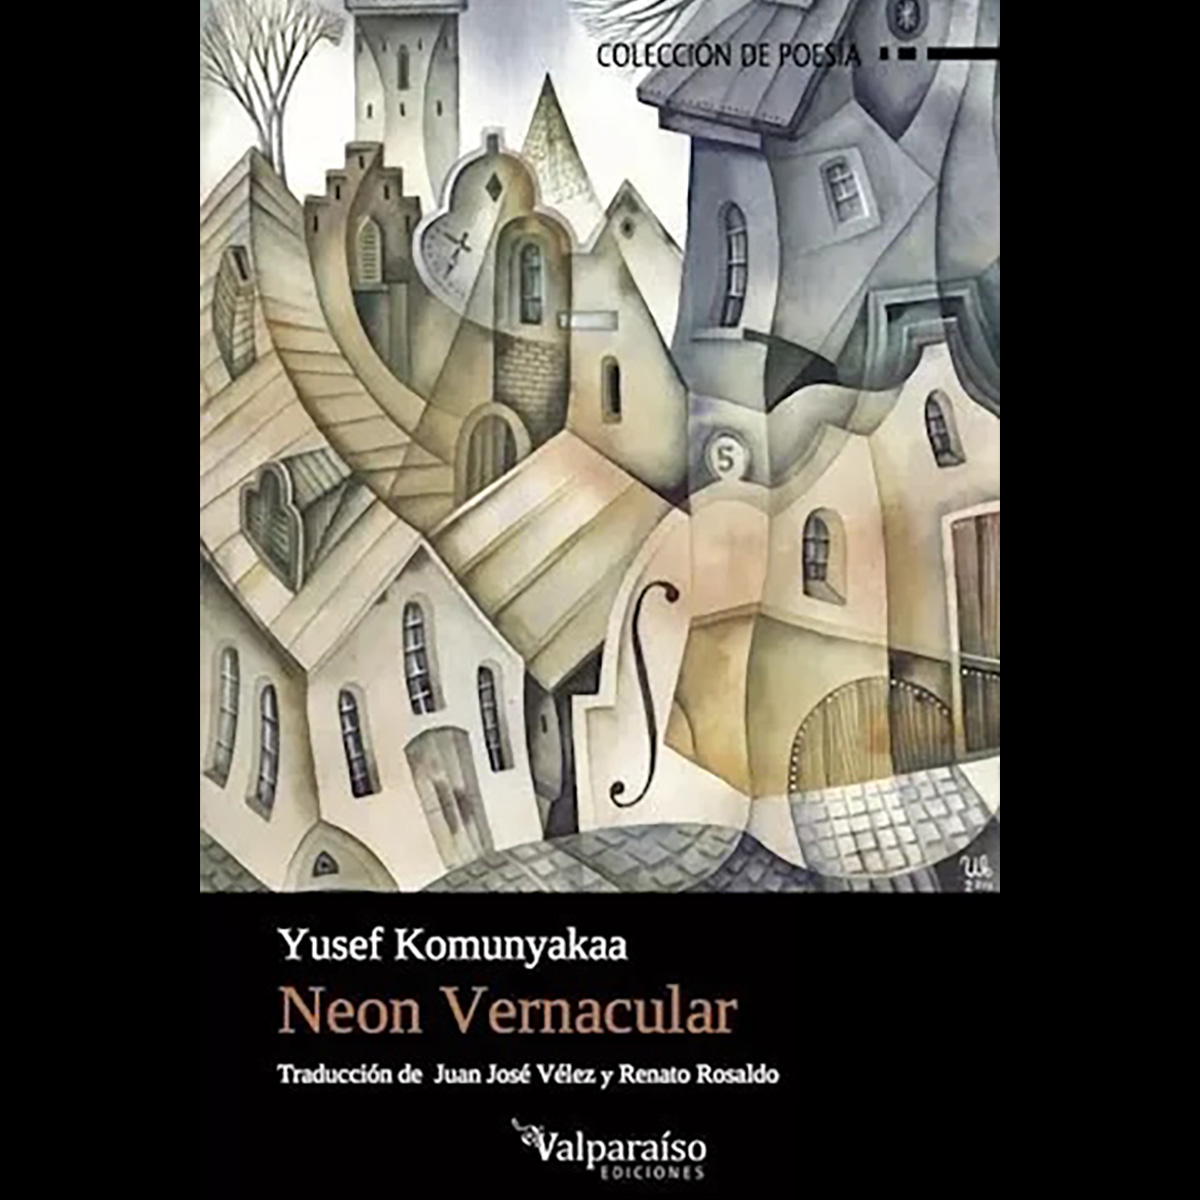 COLECCIÓN DE POESÍA
5
Yusef Komunyakaa
Neon Vernacular
Traducción de Juan José Vélez y Renato Rosaldo
Valparaíso
EDICIONES